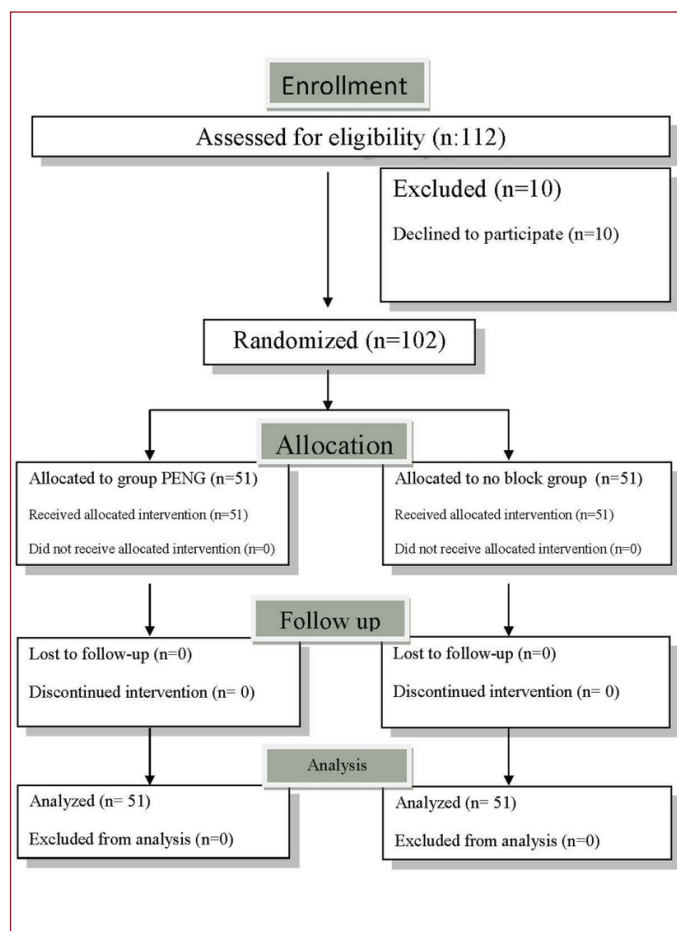 Enrollment
Assessed for eligibility (n:112)
Excluded (n=10)
Declined to participate (n=10)
Randomized (n=102)
Allocation
Allocated to group PENG (n=51)
Received allocated intervention (n=51)
Did not receive allocated intervention (n=0)
Allocated to no block group (n=51)
Received allocated intervention (n=51)
Did not receive allocated intervention (n=0)
Follow up
Lost to follow-up (n=0)
Discontinued intervention (n= 0)
Lost to follow-up (n=0)
Discontinued intervention (n= 0)
Analysis
Analyzed (n= 51)
Excluded from analysis (n=0)
Analyzed (n= 51)
Excluded from analysis (n=0)